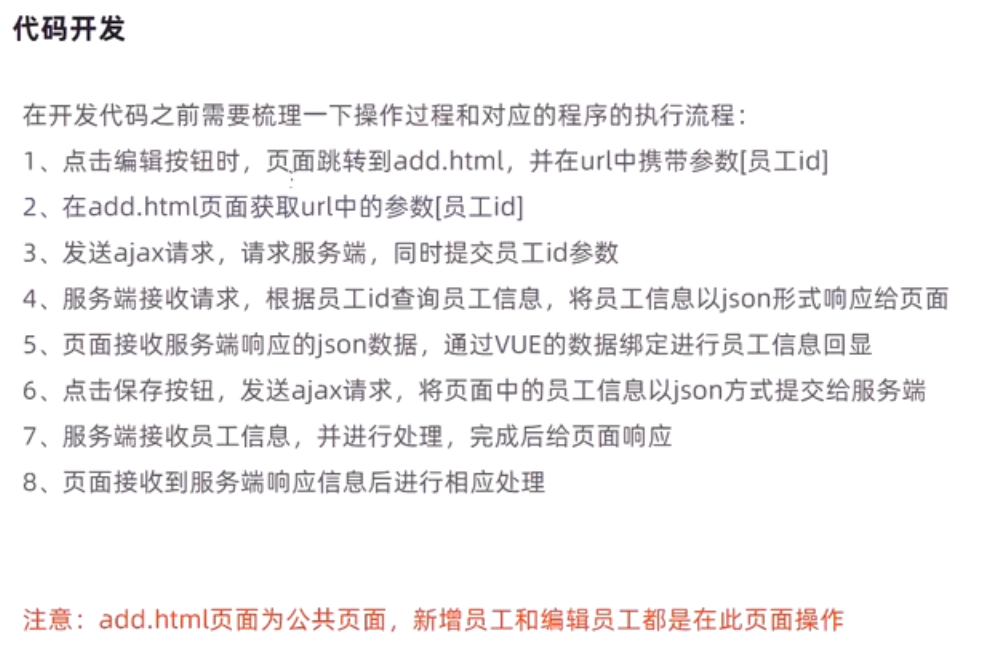 代码开发
在开发代码之前需要梳理一下操作过程和对应的程序的执行流程：
1、点击编辑按钮时，页面跳转到add.html，并在url中携带参数[员工id]
2、在add.html页面获取url中的参数[员工id]
3、发送ajax请求，请求服务端，同时提交员工id参数
4、服务端接收请求，根据员工id查询员工信息，将员工信息以json形式响应给页面
5、页面接收服务端响应的json数据，通过VUE的数据绑定进行员工信息回显
6、点击保存按钮，发送ajax请求，将页面中的员工信息以json方式提交给服务端
7、服务端接收员工信息，并进行处理，完成后给页面响应
8、页面接收到服务端响应信息后进行相应处理
注意：add.html页面为公共页面，新增员工和编辑员工都是在此页面操作